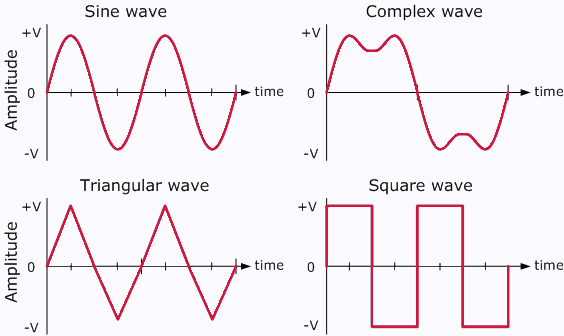 Sine wave
+V
Amplitude
0
time
-V
Complex wave
+V
0
time
-V
Triangular wave
+V
Amplitude
0
time
-V
Square wave
+V
0
time
-V